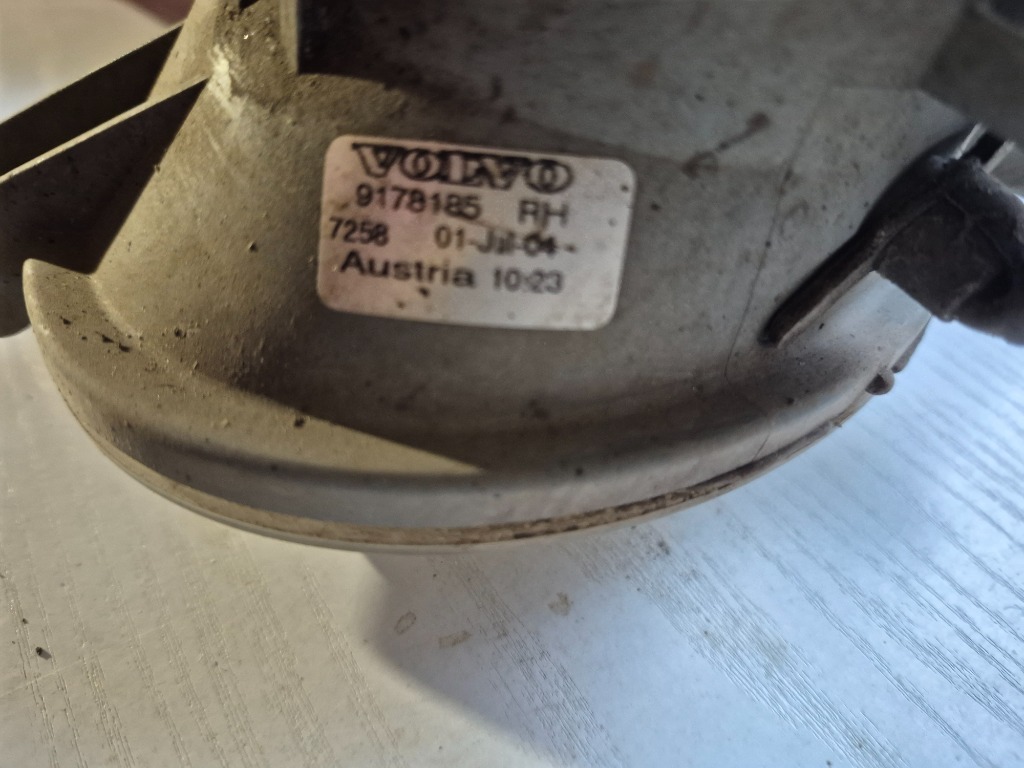 VOLVO
9178185 RH
7258 01-Jul-04
Austria 10:23